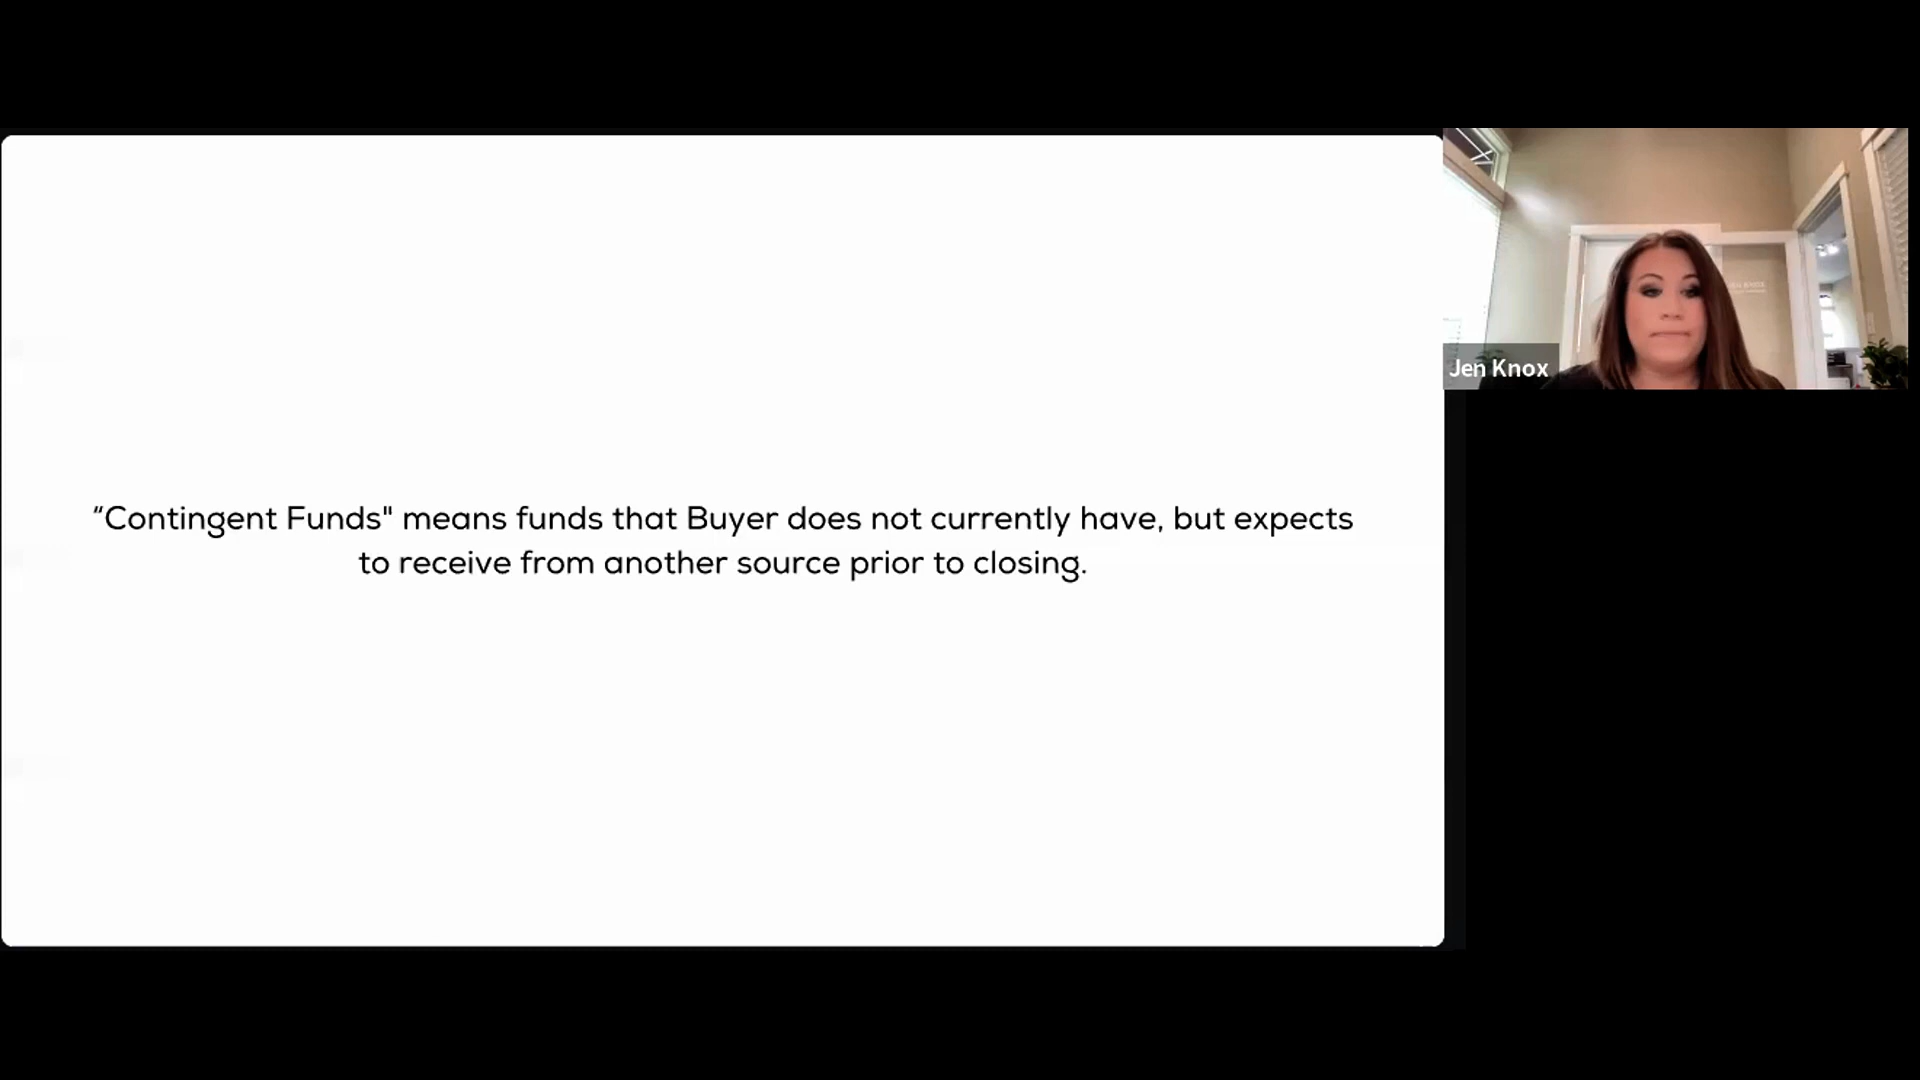 “Contingent Funds" means funds that Buyer does not currently have, but expects
to receive from another source prior to closing.
Jen Knox